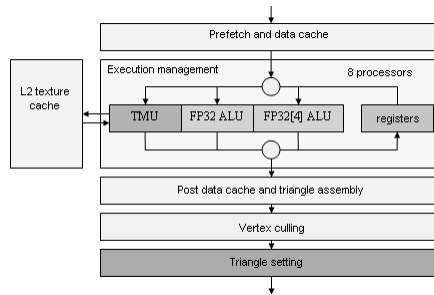 Prefetch and data cache
Execution management
8 processors
L2 texture
cache
TMU
FP32 ALU
FP32[4] ALU
registers
Post data cache and triangle assembly
Vertex culling
Triangle setting